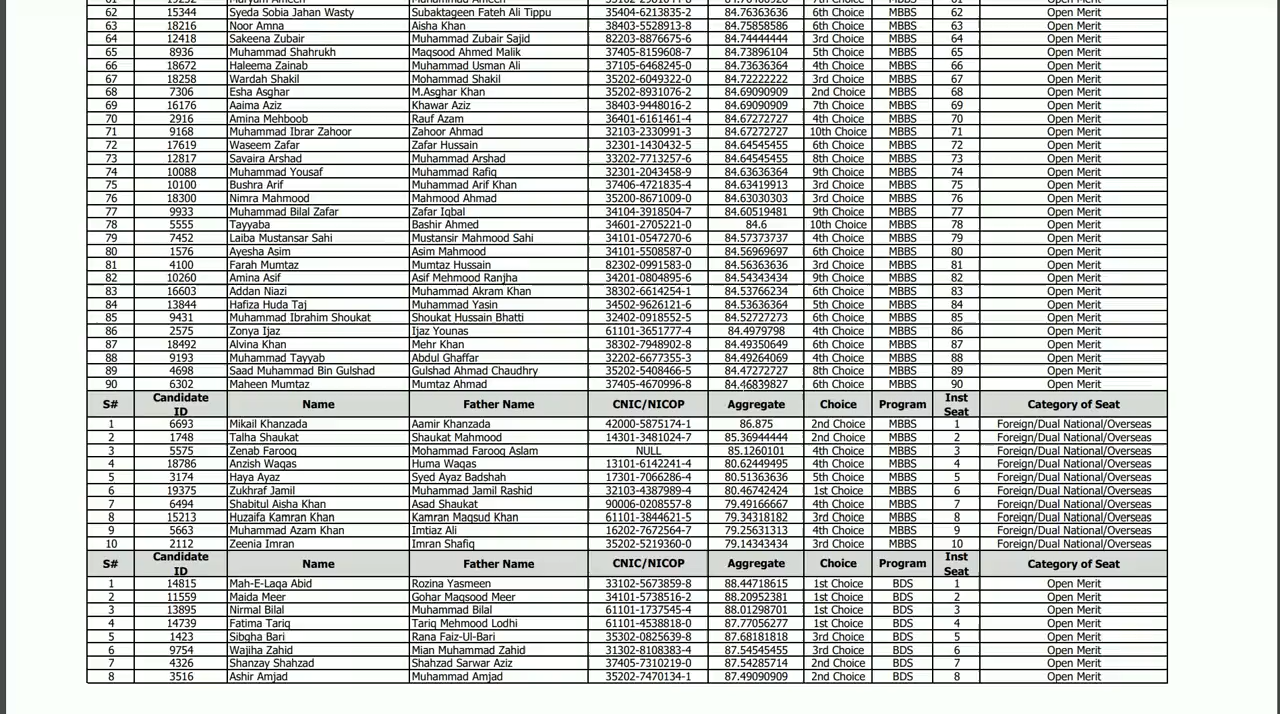 62 15344 Syeda Sobia Jahan Wasty Subaktageen Fateh Ali Tippu 35404-6213835-2 84.76363636 6th Choice MBBS 62 Open Merit
63 18216 Noor Amna Aisha Khan 38403-5528913-8 84.75858586 6th Choice MBBS 63 Open Merit
64 12418 Sakeena Zubair Muhammad Zubair Sajid 82203-8876675-6 84.74444444 3rd Choice MBBS 64 Open Merit
65 8936 Muhammad Shahrukh Maqsood Ahmed Malik 37405-8159608-7 84.73896104 5th Choice MBBS 65 Open Merit
66 18672 Haleema Zainab Muhammad Usman Ali 37105-6468245-0 84.73636364 4th Choice MBBS 66 Open Merit
67 18258 Wardah Shakil Mohammad Shakil 35202-6049322-0 84.72222222 3rd Choice MBBS 67 Open Merit
68 7306 Esha Asghar M.Asghar Khan 35202-8931076-2 84.69090909 2nd Choice MBBS 68 Open Merit
69 16176 Aaima Aziz Khawar Aziz 38403-9448016-2 84.69090909 7th Choice MBBS 69 Open Merit
70 2916 Amina Mehboob Rauf Azam 36401-6161461-4 84.67272727 4th Choice MBBS 70 Open Merit
71 9168 Muhammad Ibrar Zahoor Zahoor Ahmad 32103-2330991-3 84.67272727 10th Choice MBBS 71 Open Merit
72 17619 Waseem Zafar Zafar Hussain 32301-1430432-5 84.64545455 6th Choice MBBS 72 Open Merit
73 12817 Savaira Arshad Muhammad Arshad 33202-7713257-6 84.64545455 8th Choice MBBS 73 Open Merit
74 10088 Muhammad Yousaf Muhammad Rafiq 32301-2043458-9 84.63636364 9th Choice MBBS 74 Open Merit
75 10100 Bushra Arif Muhammad Arif Khan 37406-4721835-4 84.63419913 3rd Choice MBBS 75 Open Merit
76 18300 Nimra Mahmood Mahmood Ahmad 35200-8671009-0 84.63030303 3rd Choice MBBS 76 Open Merit
77 9933 Muhammad Bilal Zafar Zafar Iqbal 34104-3918504-7 84.60519481 9th Choice MBBS 77 Open Merit
78 5555 Tayyaba Bashir Ahmed 34601-2705221-0 84.6 10th Choice MBBS 78 Open Merit
79 7452 Laiba Mustansar Sahi Mustansir Mahmood Sahi 34101-0547270-6 84.57373737 4th Choice MBBS 79 Open Merit
80 1576 Ayesha Asim Asim Mahmood 34101-5508587-0 84.56969697 6th Choice MBBS 80 Open Merit
81 4100 Farah Mumtaz Mumtaz Hussain 82302-0991583-0 84.56363636 3rd Choice MBBS 81 Open Merit
82 10260 Amina Asif Asif Mehmood Ranjha 34201-0804895-6 84.54343434 9th Choice MBBS 82 Open Merit
83 16603 Addan Niazi Muhammad Akram Khan 38302-6614254-1 84.53766234 6th Choice MBBS 83 Open Merit
84 13844 Hafiza Huda Taj Muhammad Yasin 34502-9626121-6 84.53636364 5th Choice MBBS 84 Open Merit
85 9431 Muhammad Ibrahim Shoukat Shoukat Hussain Bhatti 32402-0918552-5 84.52727273 6th Choice MBBS 85 Open Merit
86 2575 Zonya Ijaz Ijaz Younas 61101-3651777-4 84.4979798 4th Choice MBBS 86 Open Merit
87 18492 Alvina Khan Mehr Khan 38302-7948902-8 84.49350649 6th Choice MBBS 87 Open Merit
88 9193 Muhammad Tayyab Abdul Ghaffar 32202-6677355-3 84.49264069 4th Choice MBBS 88 Open Merit
89 4698 Saad Muhammad Bin Gulshad Gulshad Ahmad Chaudhry 35202-5408466-5 84.47272727 8th Choice MBBS 89 Open Merit
90 6302 Maheen Mumtaz Mumtaz Ahmad 37405-4670996-8 84.46839827 6th Choice MBBS 90 Open Merit
S# Candidate ID Name Father Name CNIC/NICOP Aggregate Choice Program Inst Seat Category of Seat
1 6693 Mikail Khanzada Aamir Khanzada 42000-5875174-1 86.875 2nd Choice MBBS 1 Foreign/Dual National/Overseas
2 1748 Talha Shaukat Shaukat Mahmood 14301-3481024-7 85.36944444 2nd Choice MBBS 2 Foreign/Dual National/Overseas
3 5575 Zenab Farooq Mohammad Farooq Aslam NULL 85.1260101 4th Choice MBBS 3 Foreign/Dual National/Overseas
4 18786 Anzish Waqas Huma Waqas 13101-6142241-4 80.62449495 4th Choice MBBS 4 Foreign/Dual National/Overseas
5 3174 Haya Ayaz Syed Ayaz Badshah 17301-7066286-4 80.51363636 5th Choice MBBS 5 Foreign/Dual National/Overseas
6 19375 Zukhraf Jamil Muhammad Jamil Rashid 32103-4387989-4 80.46742424 1st Choice MBBS 6 Foreign/Dual National/Overseas
7 6494 Shabitul Aisha Khan Asad Shaukat 90006-0208557-8 79.49166667 4th Choice MBBS 7 Foreign/Dual National/Overseas
8 15213 Huzaifa Kamran Khan Kamran Maqsud Khan 61101-3844621-5 79.34318182 3rd Choice MBBS 8 Foreign/Dual National/Overseas
9 5663 Muhammad Azam Khan Imtiaz Ali 16202-7672564-7 79.25631313 4th Choice MBBS 9 Foreign/Dual National/Overseas
10 2112 Zeenia Imran Imran Shafiq 35202-5219360-0 79.14343434 3rd Choice MBBS 10 Foreign/Dual National/Overseas
S# Candidate ID Name Father Name CNIC/NICOP Aggregate Choice Program Inst Seat Category of Seat
1 14815 Mah-E-Laqa Abid Rozina Yasmeen 33102-5673859-8 88.44718615 1st Choice BDS 1 Open Merit
2 11559 Maida Meer Gohar Maqsood Meer 34101-5738516-2 88.20952381 1st Choice BDS 2 Open Merit
3 13895 Nirmal Bilal Muhammad Bilal 61101-1737545-4 88.01298701 1st Choice BDS 3 Open Merit
4 14739 Fatima Tariq Tariq Mehmood Lodhi 61101-4538818-0 87.77056277 1st Choice BDS 4 Open Merit
5 1423 Sibgha Bari Rana Faiz-Ul-Bari 35302-0825639-8 87.68181818 3rd Choice BDS 5 Open Merit
6 9754 Wajiha Zahid Mian Muhammad Zahid 31302-8108383-4 87.54545455 3rd Choice BDS 6 Open Merit
7 4326 Shanzay Shahzad Shahzad Sarwar Aziz 37405-7310219-0 87.54285714 2nd Choice BDS 7 Open Merit
8 3516 Ashir Amjad Muhammad Amjad 35202-7470134-1 87.49090909 2nd Choice BDS 8 Open Merit